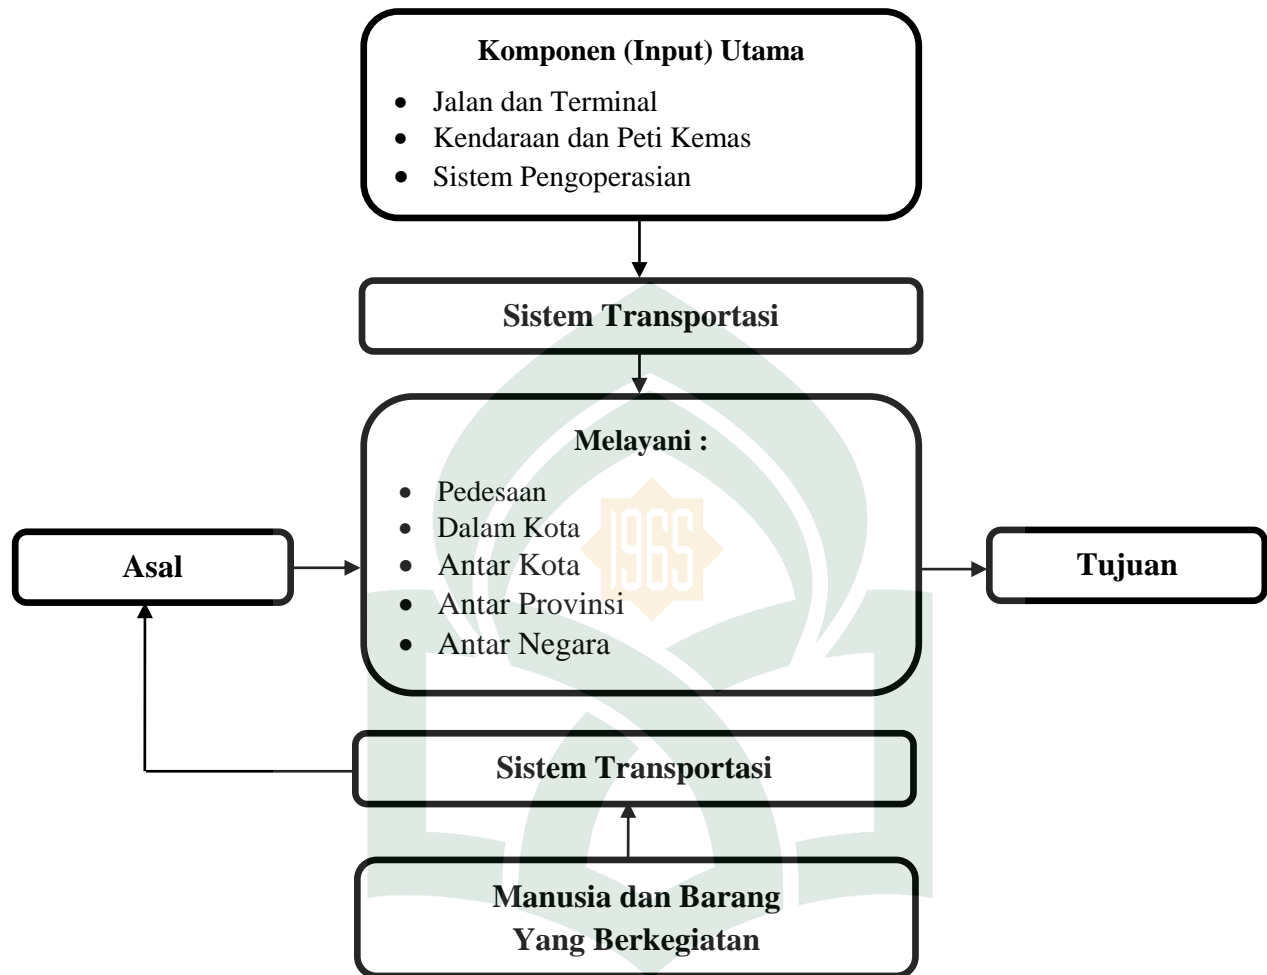 Komponen (Input) Utama
• Jalan dan Terminal
• Kendaraan dan Peti Kemas
• Sistem Pengoperasian
Sistem Transportasi
Melayani :
• Pedesaan
• Dalam Kota
• Antar Kota
• Antar Provinsi
• Antar Negara
1965
Asal
Tujuan
Sistem Transportasi
Manusia dan Barang
Yang Berkegiatan